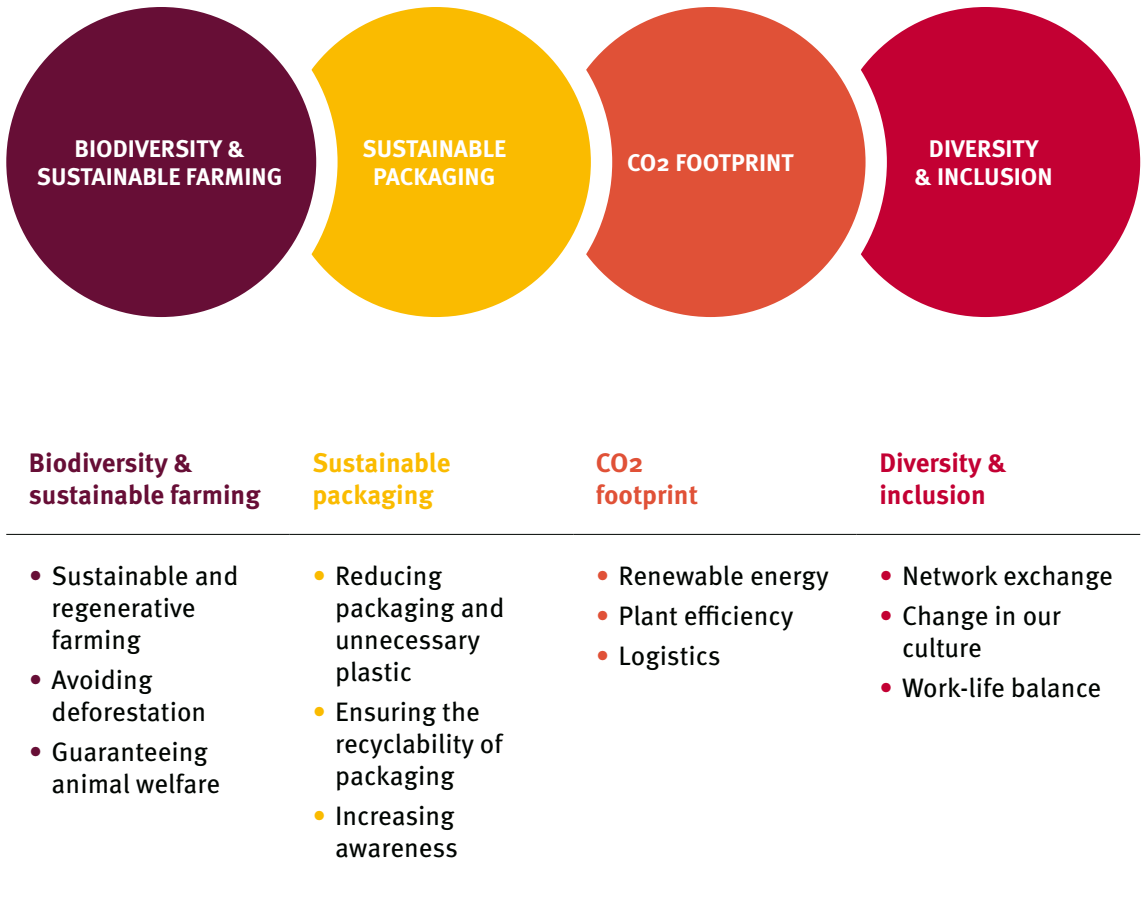 BIODIVERSITY &
SUSTAINABLE FARMING
SUSTAINABLE
PACKAGING
CO2 FOOTPRINT
DIVERSITY
& INCLUSION
Biodiversity &
sustainable farming
Sustainable
packaging
CO2
footprint
Diversity &
inclusion
• Sustainable and
regenerative
farming
• Avoiding
deforestation
• Guaranteeing
animal welfare
• Reducing
packaging and
unnecessary
plastic
• Ensuring the
recyclability of
packaging
• Increasing
awareness
• Renewable energy
• Plant efficiency
• Logistics
• Network exchange
• Change in our
culture
• Work-life balance